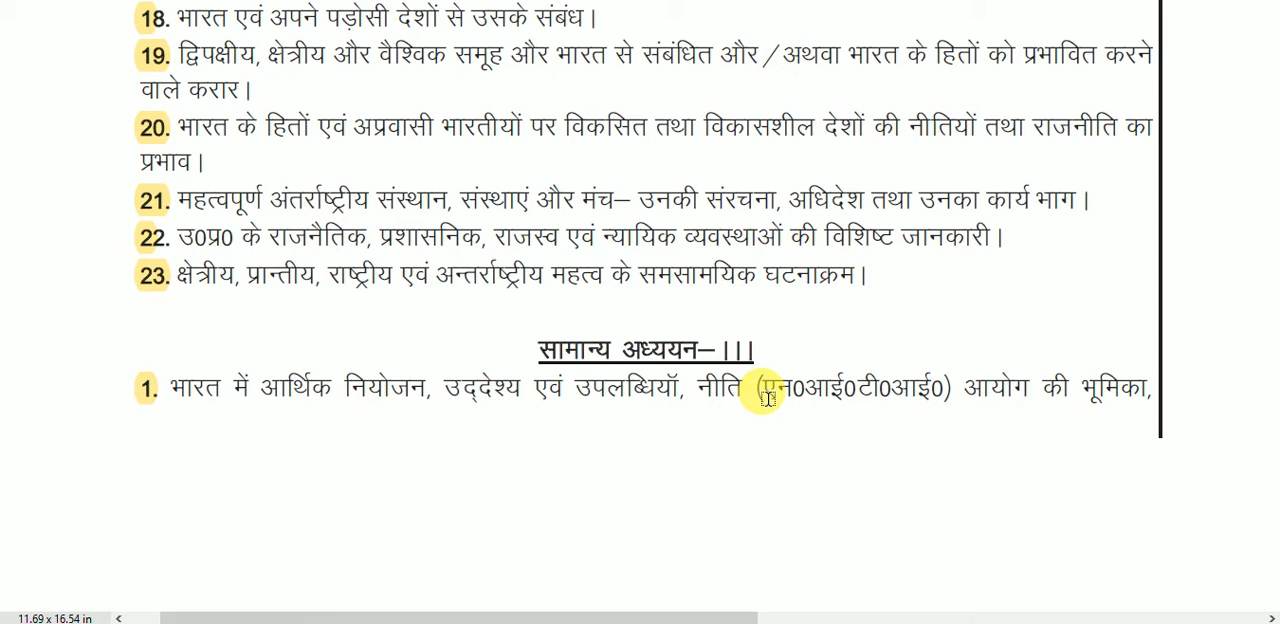 18. भारत एवं अपने पड़ोसी देशों से उसके संबंध।
19. द्विपक्षीय, क्षेत्रीय और वैश्विक समूह और भारत से संबंधित और/अथवा भारत के हितों को प्रभावित करने
वाले करार।
20. भारत के हितों एवं अप्रवासी भारतीयों पर विकसित तथा विकासशील देशों की नीतियों तथा राजनीति का
प्रभाव।
21. महत्वपूर्ण अंतर्राष्ट्रीय संस्थान, संस्थाएं और मंच– उनकी संरचना, अधिदेश तथा उनका कार्य भाग।
22. उ0प्र0 के राजनैतिक, प्रशासनिक, राजस्व एवं न्यायिक व्यवस्थाओं की विशिष्ट जानकारी।
23. क्षेत्रीय, प्रान्तीय, राष्ट्रीय एवं अन्तर्राष्ट्रीय महत्व के समसामयिक घटनाक्रम।
सामान्य अध्ययन–।।।
1. भारत में आर्थिक नियोजन, उद्देश्य एवं उपलब्धियॉ, नीति (एन0आई0टी0आई0) आयोग की भूमिका,
11.69 x 16.54 in